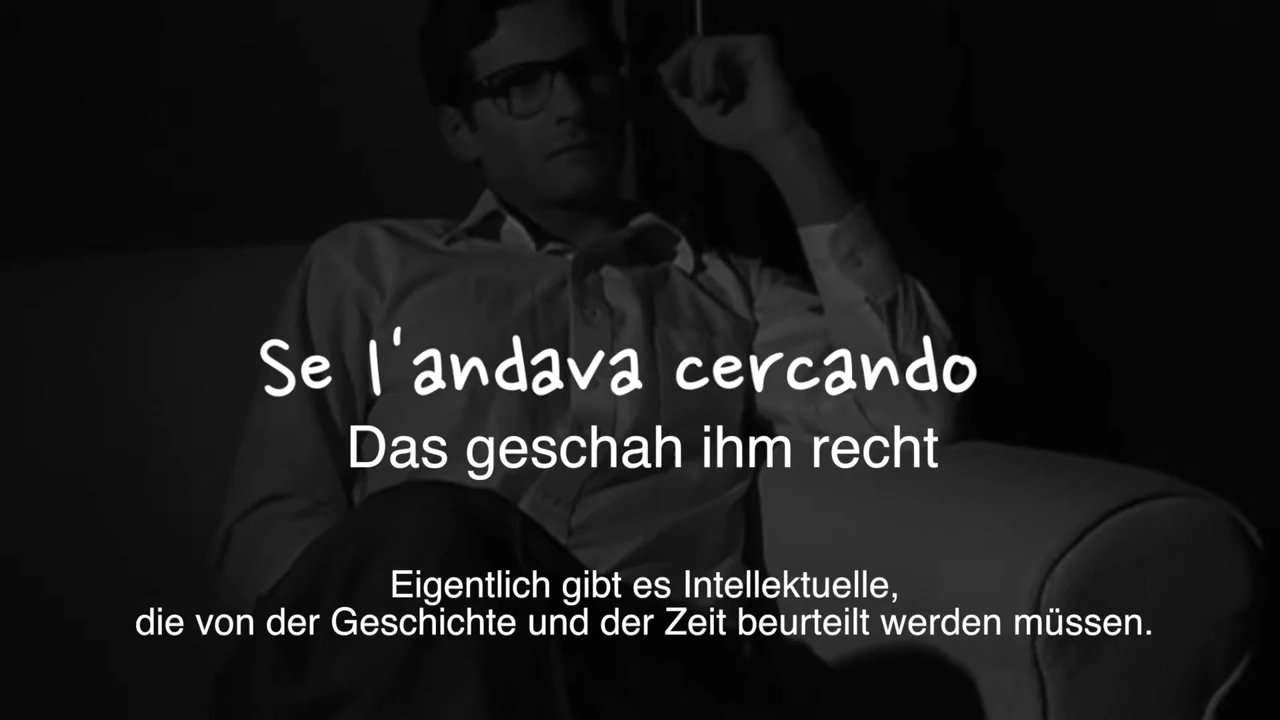 Se l'andava cercando
Das geschah ihm recht
Eigentlich gibt es Intellektuelle,
die von der Geschichte und der Zeit beurteilt werden müssen.